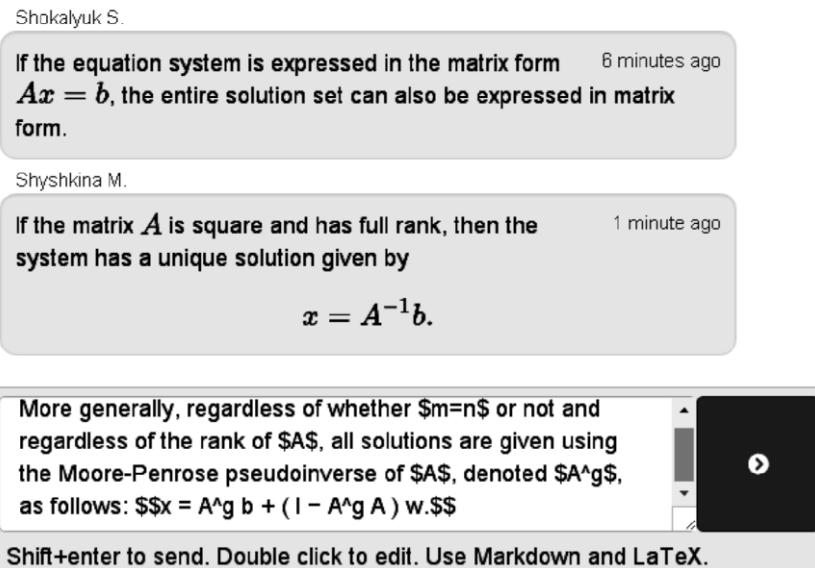 Shokalyuk S.
If the equation system is expressed in the matrix form 6 minutes ago
Ax = b, the entire solution set can also be expressed in matrix
form.
Shyshkina M.
If the matrix A is square and has full rank, then the 1 minute ago
system has a unique solution given by
x = A⁻¹b.
More generally, regardless of whether $m=n$ or not and
regardless of the rank of $A$, all solutions are given using
the Moore-Penrose pseudoinverse of $A$, denoted $A^g$,
as follows: $$x = A^g b + ( I − A^g A ) w.$$
Shift+enter to send. Double click to edit. Use Markdown and LaTeX.